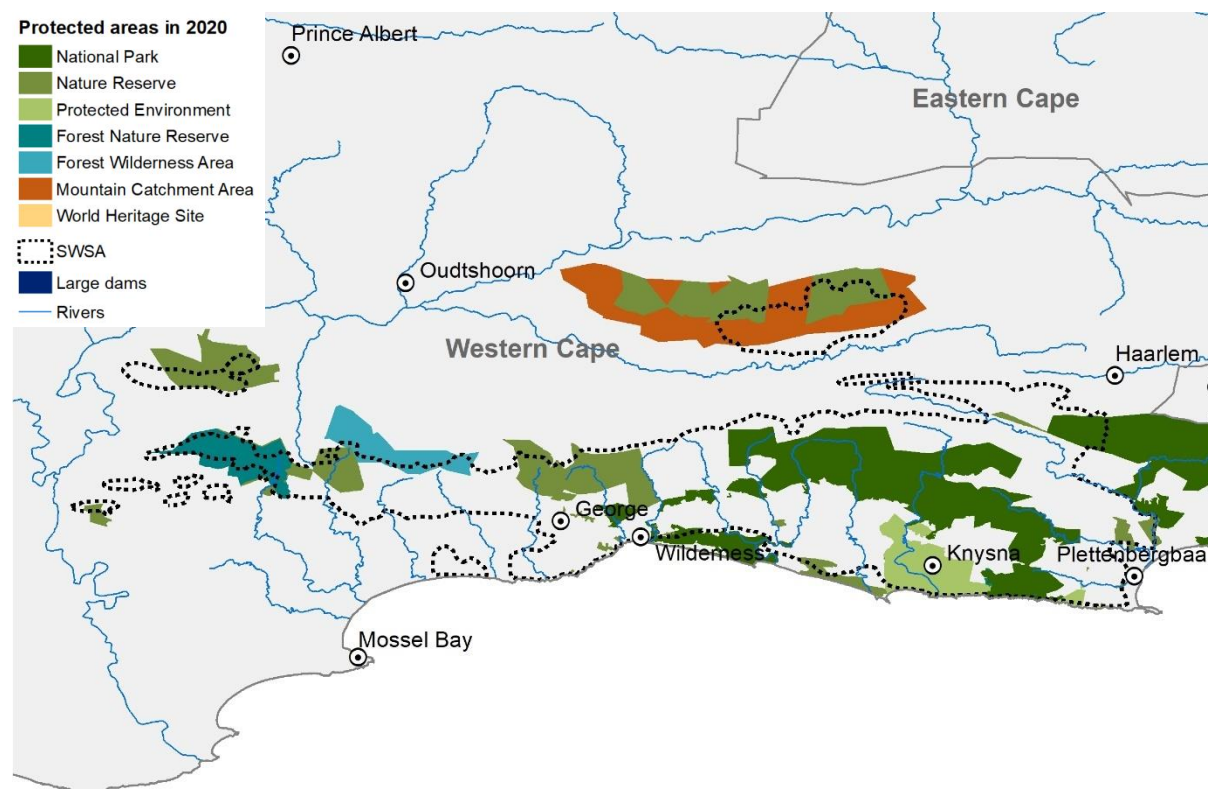 Protected areas in 2020
National Park
Nature Reserve
Protected Environment
Forest Nature Reserve
Forest Wilderness Area
Mountain Catchment Area
World Heritage Site
SWSA
Large dams
Rivers
Prince Albert
Eastern Cape
Oudtshoorn
Western Cape
Haarlem
George
Wilderness
Knysna
Plettenbergbaa
Mossel Bay